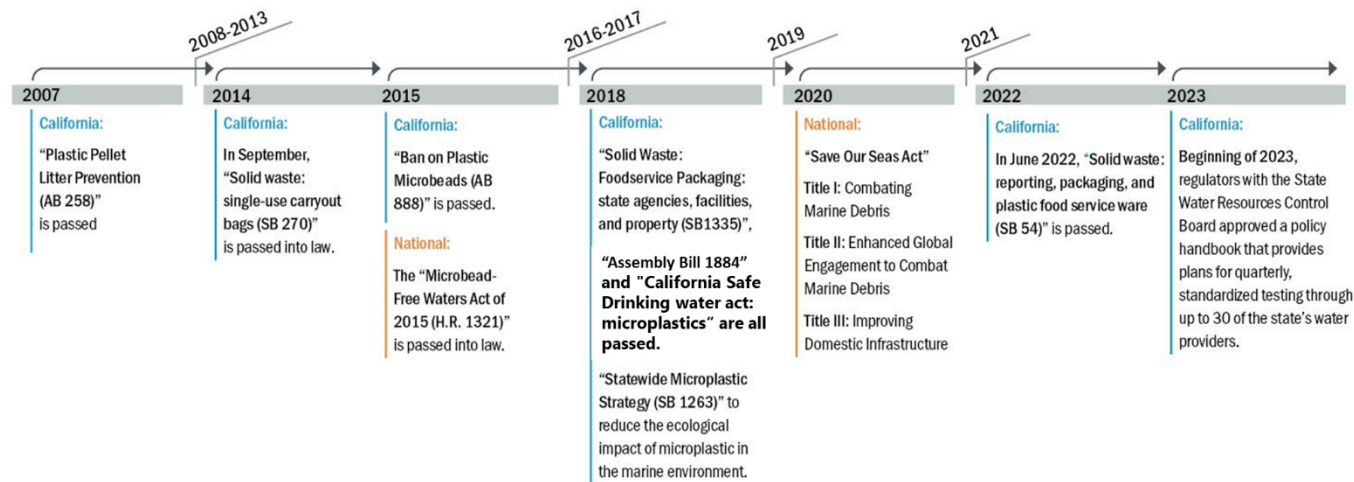 2008-2013
2016-2017
2019
2021
2007
California:
“Plastic Pellet
Litter Prevention
(AB 258)”
is passed
2014
California:
In September,
“Solid waste:
single-use carryout
bags (SB 270)”
is passed into law.
2015
California:
“Ban on Plastic
Microbeads (AB
888)” is passed.
National:
The “Microbead-
Free Waters Act of
2015 (H.R. 1321)”
is passed into law.
2018
California:
“Solid Waste:
Foodservice Packaging:
state agencies, facilities,
and property (SB1335)”,
“Assembly Bill 1884”
and "California Safe
Drinking water act:
microplastics” are all
passed.
“Statewide Microplastic
Strategy (SB 1263)” to
reduce the ecological
impact of microplastic in
the marine environment.
2020
National:
“Save Our Seas Act”
Title I: Combating
Marine Debris
Title II: Enhanced Global
Engagement to Combat
Marine Debris
Title III: Improving
Domestic Infrastructure
2022
California:
In June 2022, “Solid waste:
reporting, packaging, and
plastic food service ware
(SB 54)” is passed.
2023
California:
Beginning of 2023,
regulators with the State
Water Resources Control
Board approved a policy
handbook that provides
plans for quarterly,
standardized testing through
up to 30 of the state’s water
providers.